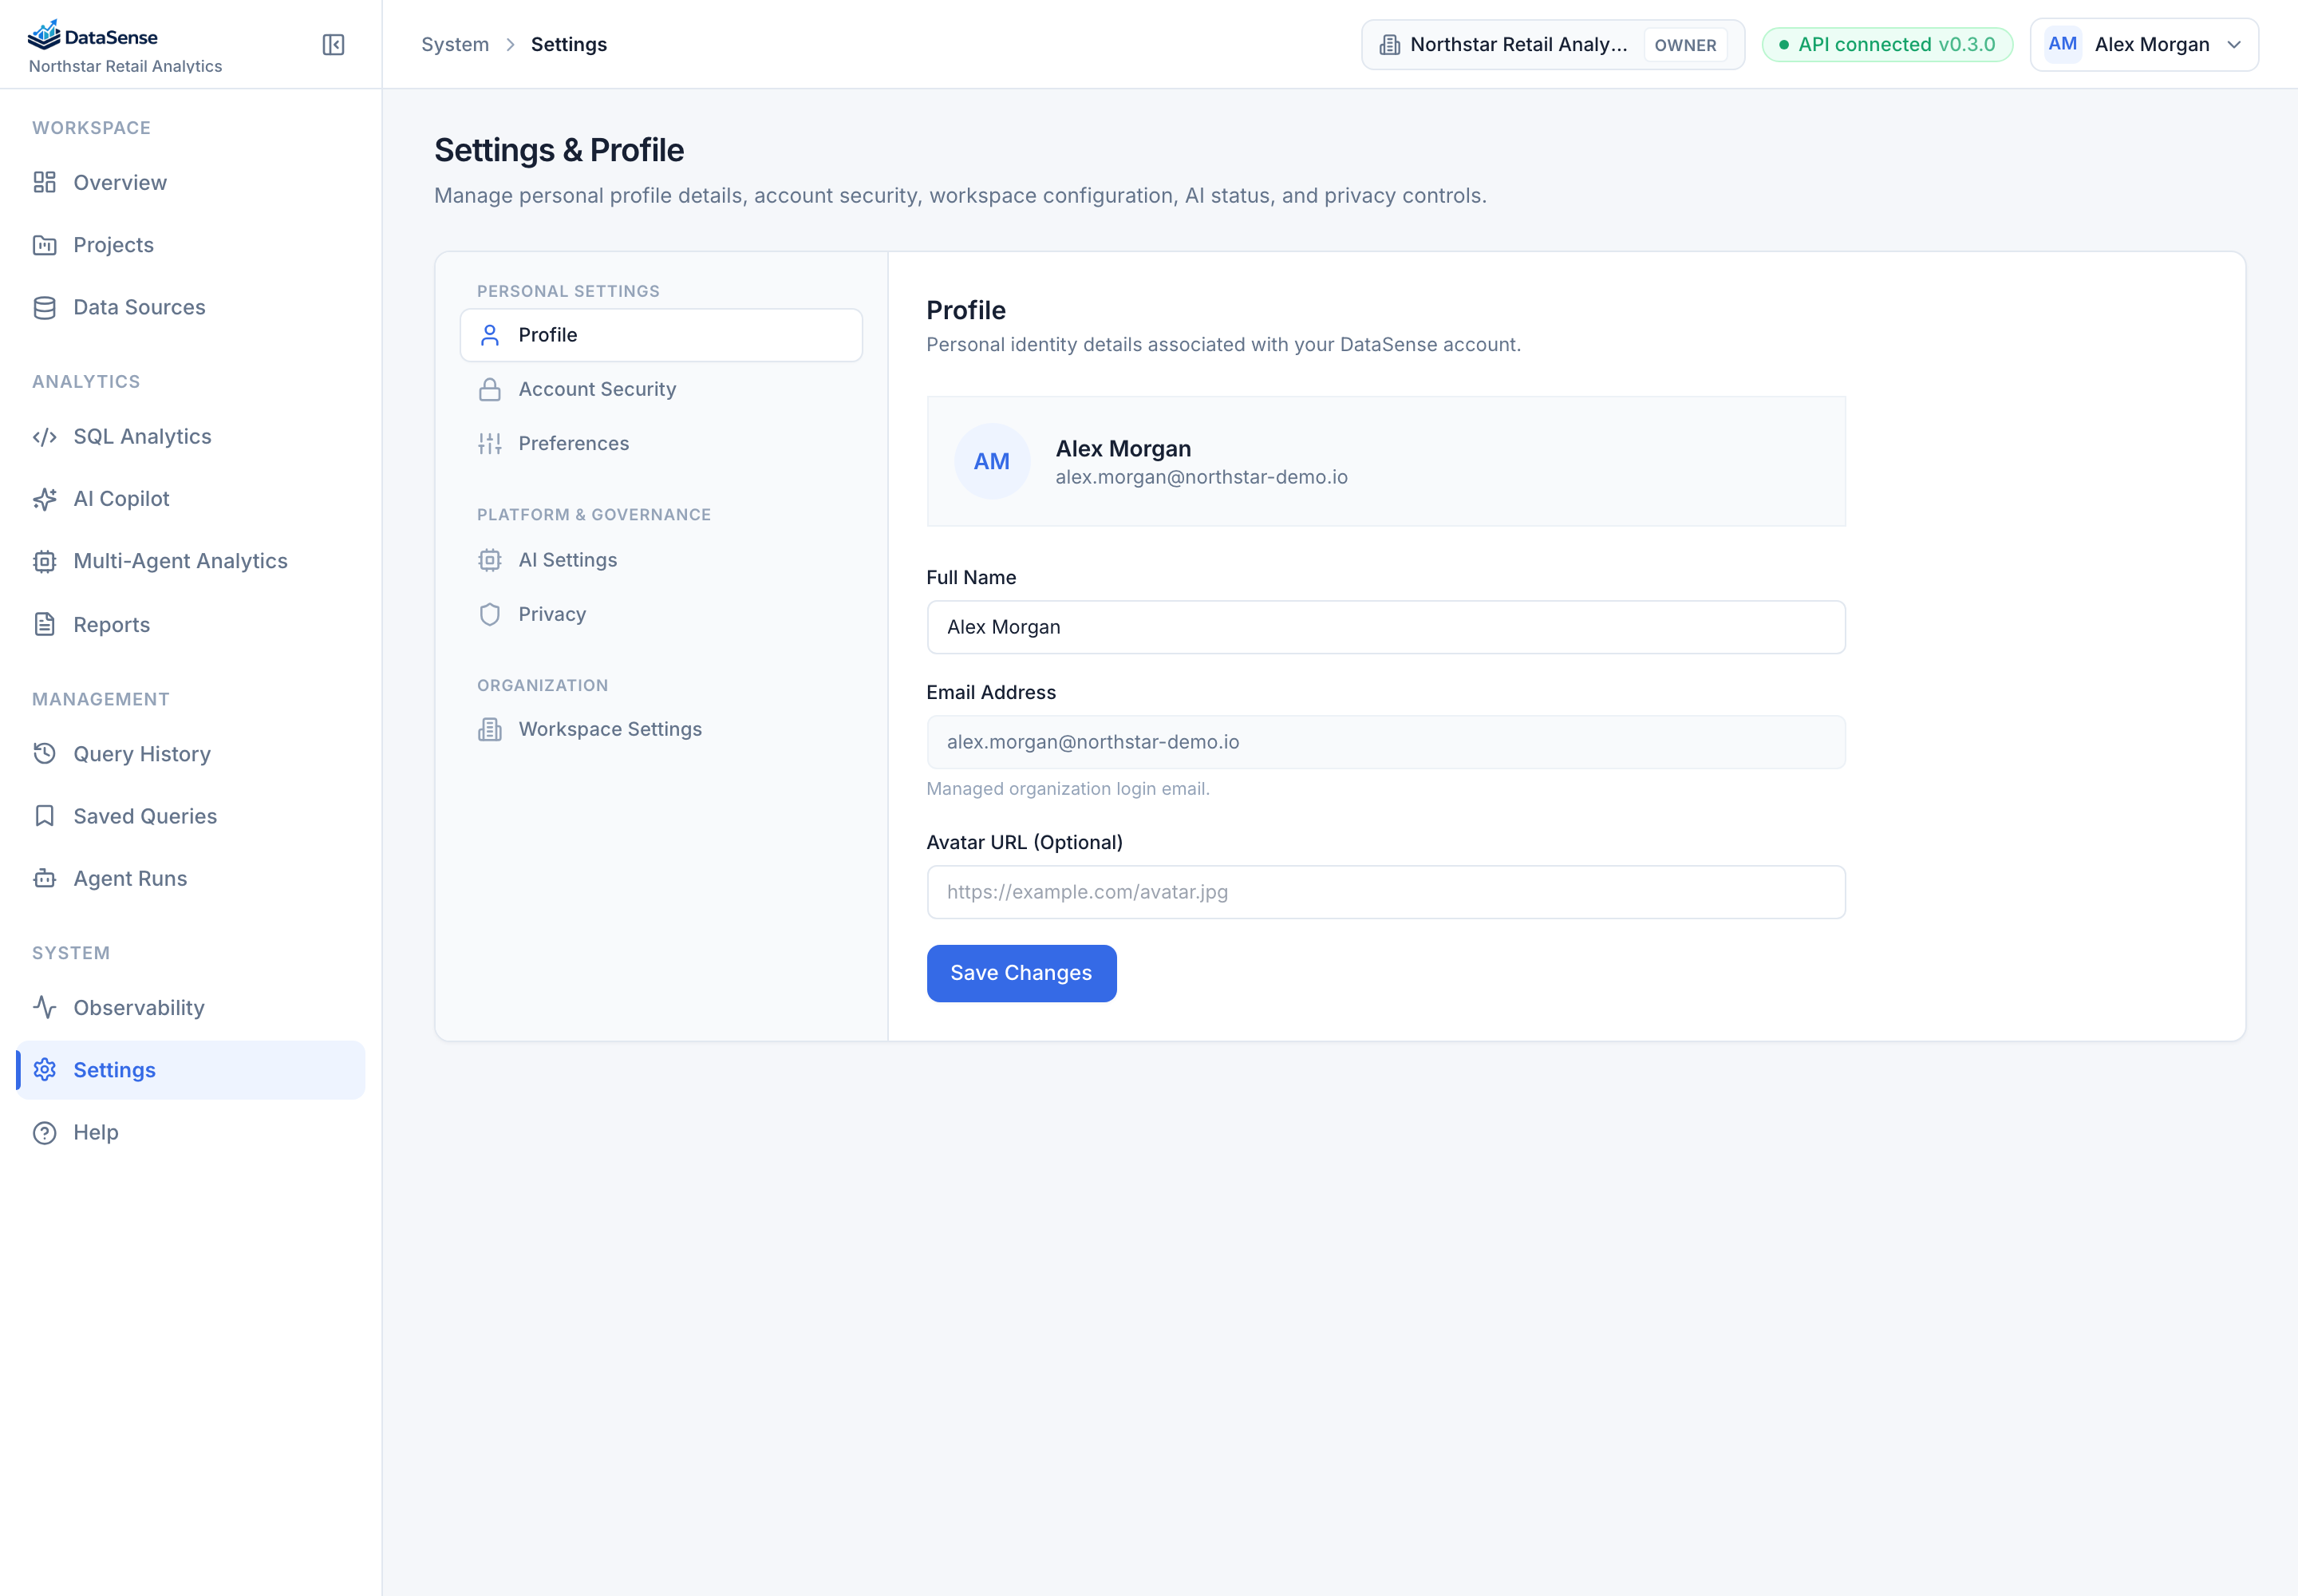 DataSense
Northstar Retail Analytics
System > Settings
Northstar Retail Analy... OWNER
API connected v0.3.0
AM Alex Morgan
WORKSPACE
Overview
Projects
Data Sources
ANALYTICS
SQL Analytics
AI Copilot
Multi-Agent Analytics
Reports
MANAGEMENT
Query History
Saved Queries
Agent Runs
SYSTEM
Observability
Settings
Help
Settings & Profile
Manage personal profile details, account security, workspace configuration, AI status, and privacy controls.
PERSONAL SETTINGS
Profile
Account Security
Preferences
PLATFORM & GOVERNANCE
AI Settings
Privacy
ORGANIZATION
Workspace Settings
Profile
Personal identity details associated with your DataSense account.
AM
Alex Morgan
alex.morgan@northstar-demo.io
Full Name
Alex Morgan
Email Address
alex.morgan@northstar-demo.io
Managed organization login email.
Avatar URL (Optional)
https://example.com/avatar.jpg
Save Changes